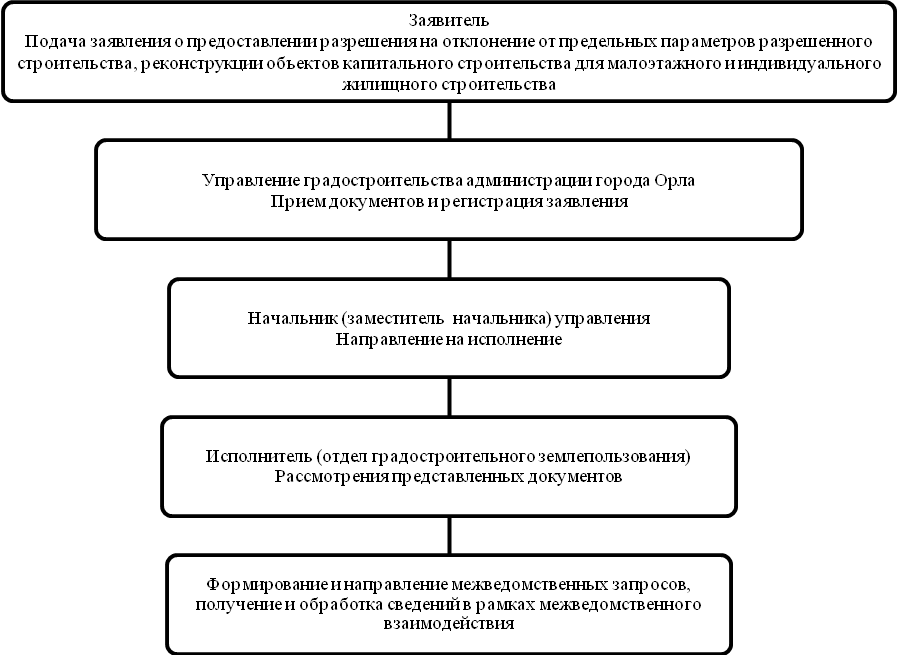 Заявитель
Подача заявления о предоставлении разрешения на отклонение от предельных параметров разрешенного
строительства, реконструкции объектов капитального строительства для малоэтажного и индивидуального
жилищного строительства
Управление градостроительства администрации города Орла
Прием документов и регистрация заявления
Начальник (заместитель начальника) управления
Направление на исполнение
Исполнитель (отдел градостроительного землепользования)
Рассмотрения представленных документов
Формирование и направление межведомственных запросов,
получение и обработка сведений в рамках межведомственного
взаимодействия